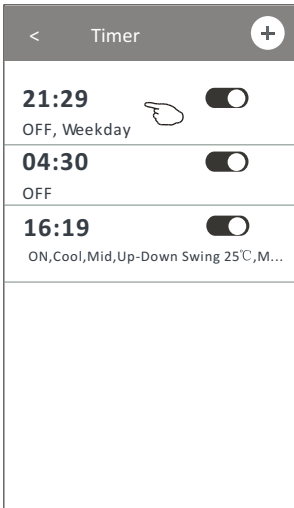 < Timer +
21:29
OFF, Weekday
04:30
OFF
16:19
ON,Cool,Mid,Up-Down Swing 25℃,M...